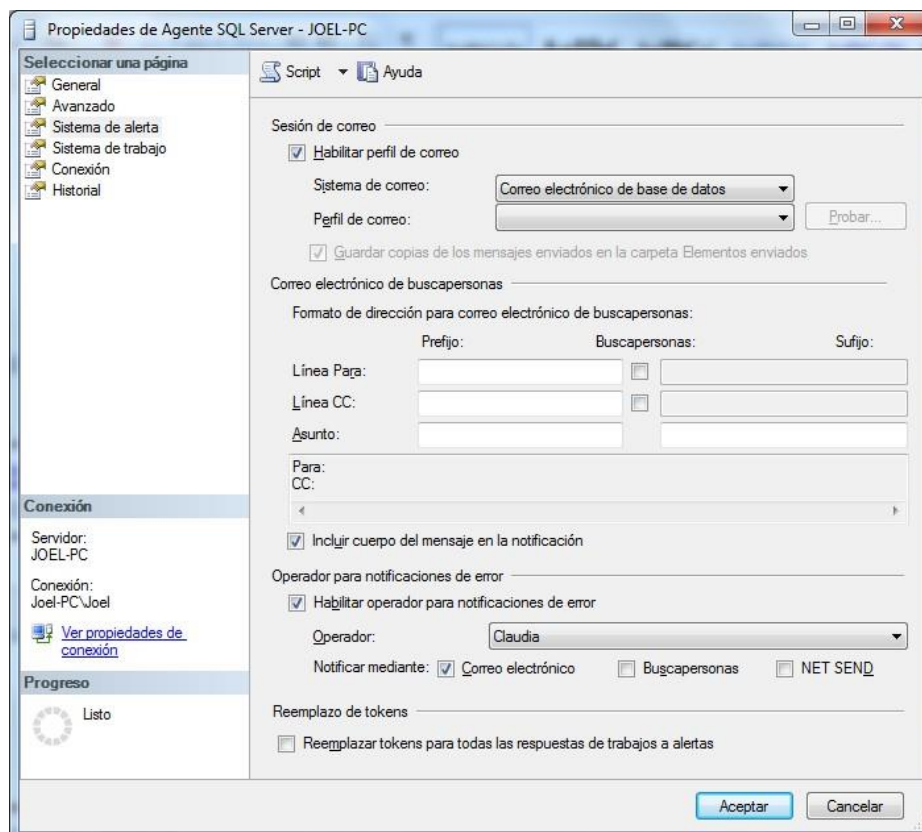 Propiedades de Agente SQL Server - JOEL-PC
Seleccionar una página
General
Avanzado
Sistema de alerta
Sistema de trabajo
Conexión
Historial
Conexión
Servidor:
JOEL-PC
Conexión:
Joel-PC\Joel
Ver propiedades de
conexión
Progreso
Listo
Script Ayuda
Sesión de correo
Habilitar perfil de correo
Sistema de correo: Correo electrónico de base de datos
Perfil de correo: Probar...
Guardar copias de los mensajes enviados en la carpeta Elementos enviados
Correo electrónico de buscapersonas
Formato de dirección para correo electrónico de buscapersonas:
Prefijo: Buscapersonas: Sufijo:
Línea Para:
Línea CC:
Asunto:
Para:
CC:
Incluir cuerpo del mensaje en la notificación
Operador para notificaciones de error
Habilitar operador para notificaciones de error
Operador: Claudia
Notificar mediante: Correo electrónico Buscapersonas NET SEND
Reemplazo de tokens
Reemplazar tokens para todas las respuestas de trabajos a alertas
Aceptar Cancelar